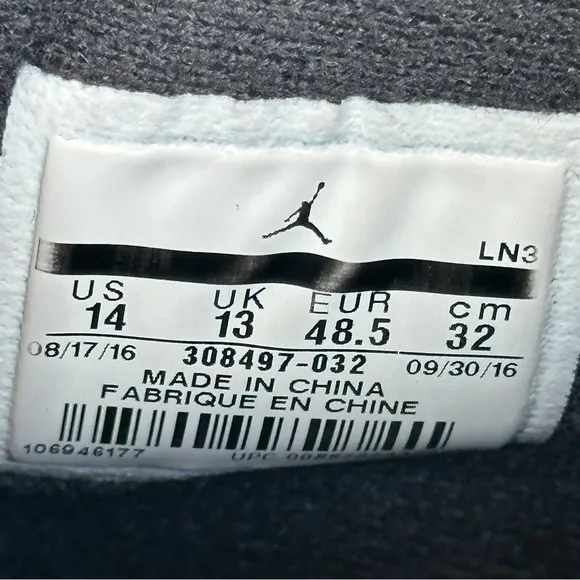 LN3
US UK EUR cm
14 13 48.5 32
08/17/16 308497-032 09/30/16
MADE IN CHINA
FABRIQUE EN CHINE
106946177 UPC